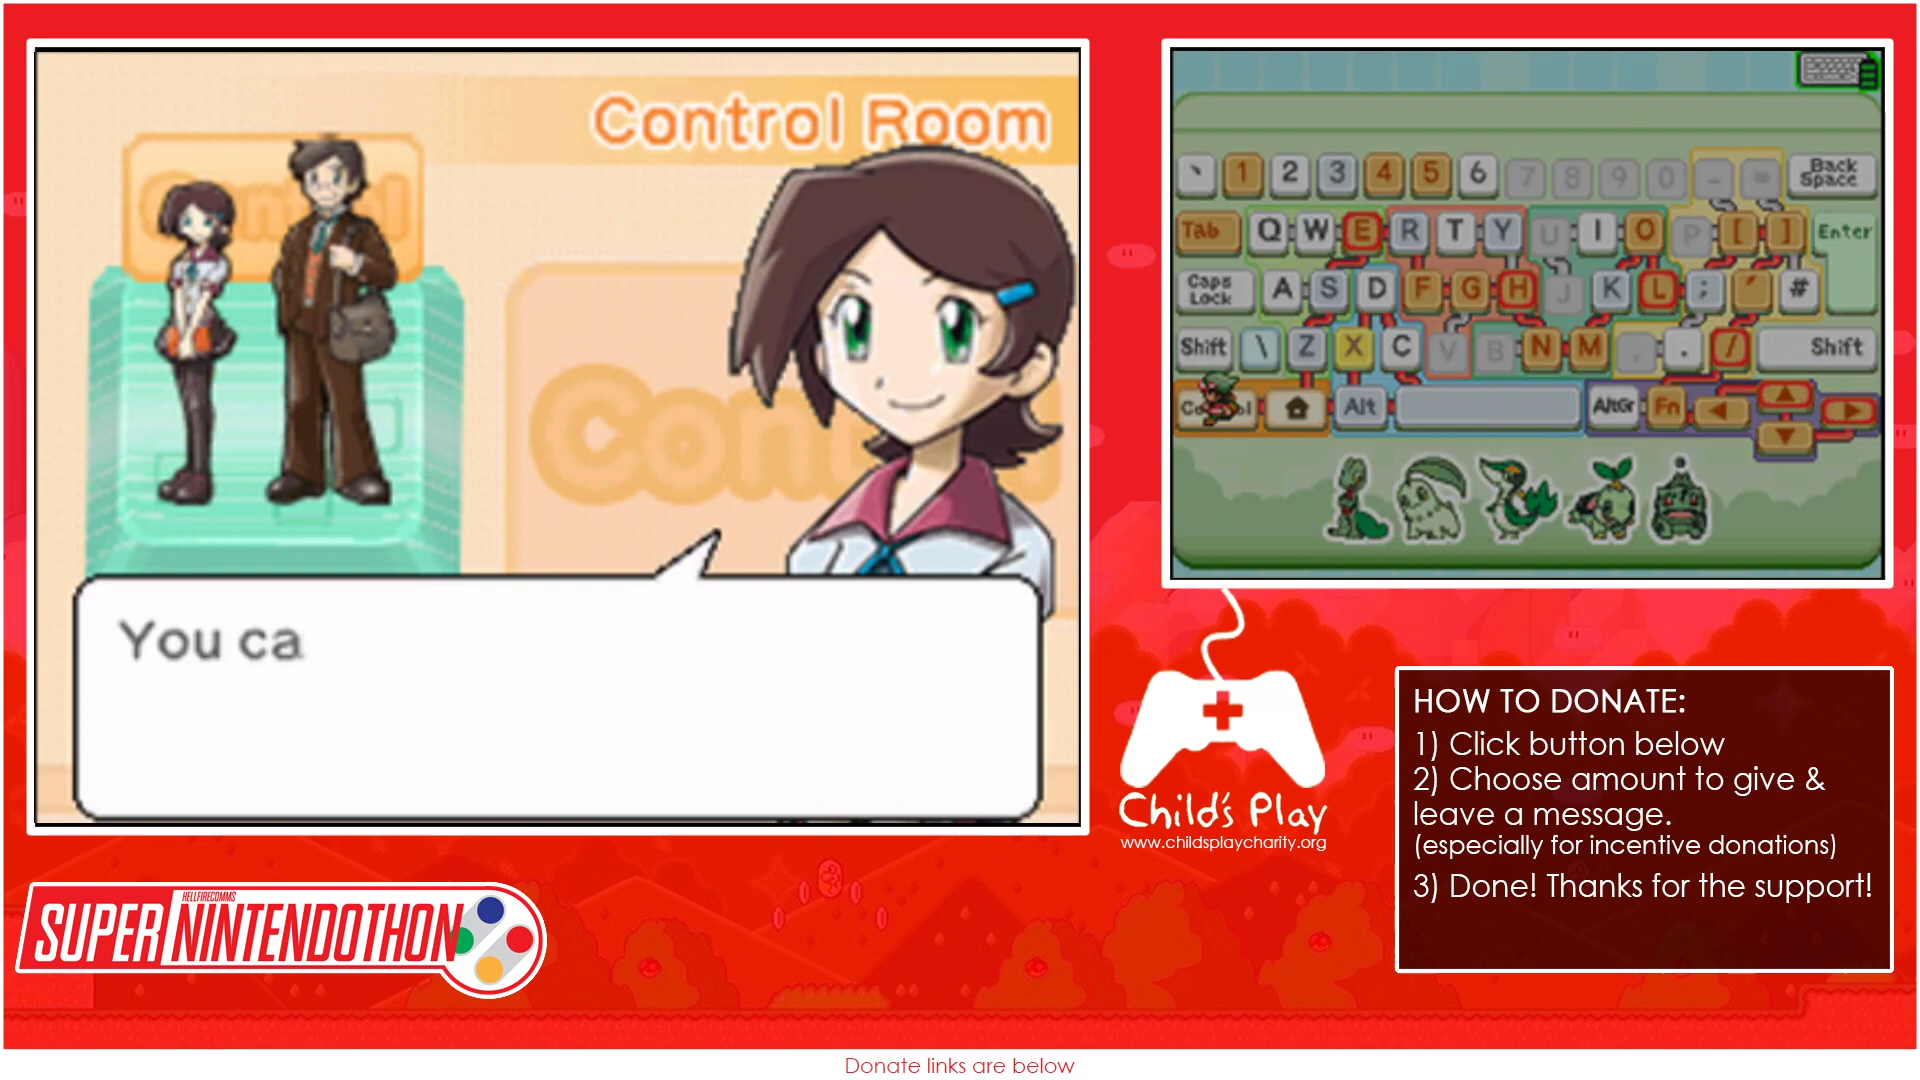 Control Room
Control
Cont
You ca
` 1 2 3 4 5 6 7 8 9 0 - = Back Space
Tab Q W E R T Y U I O P [ ] Enter
Caps Lock A S D F G H J K L ; ' #
Shift \ Z X C V B N M , . / Shift
Alt AltGr Fn
Child's Play
www.childsplaycharity.org
HOW TO DONATE:
1) Click button below
2) Choose amount to give &
leave a message.
(especially for incentive donations)
3) Done! Thanks for the support!
HELLFIRECOMMS
SUPER NINTENDOTHON
Donate links are below